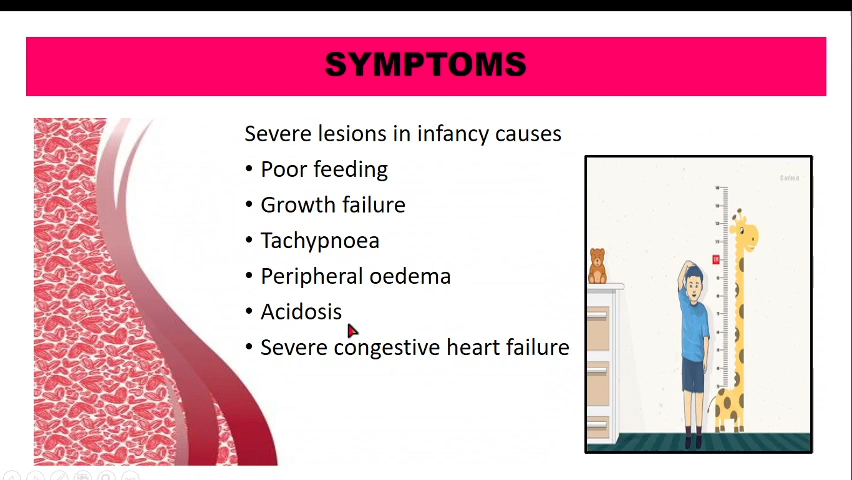 SYMPTOMS
Severe lesions in infancy causes
• Poor feeding
• Growth failure
• Tachypnoea
• Peripheral oedema
• Acidosis
• Severe congestive heart failure